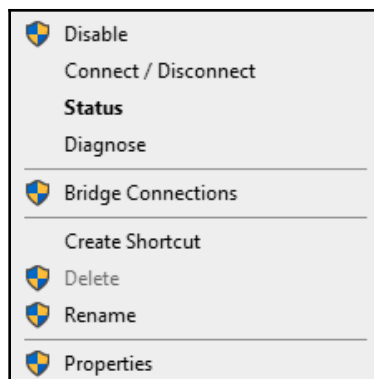 Disable
Connect / Disconnect
Status
Diagnose
Bridge Connections
Create Shortcut
Delete
Rename
Properties